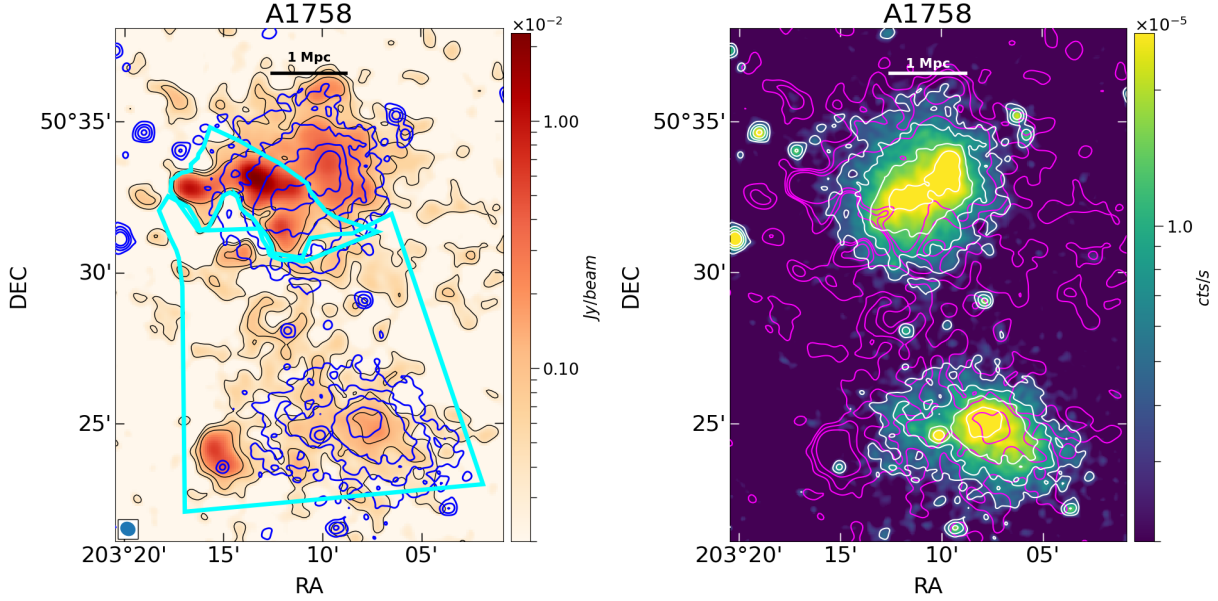 A1758
×10⁻²
1 Mpc
50°35'
30'
25'
DEC
203°20'
15'
10'
05'
RA
1.00
0.10
Jy/beam
A1758
×10⁻⁵
1 Mpc
50°35'
30'
25'
DEC
203°20'
15'
10'
05'
RA
1.0
cts/s